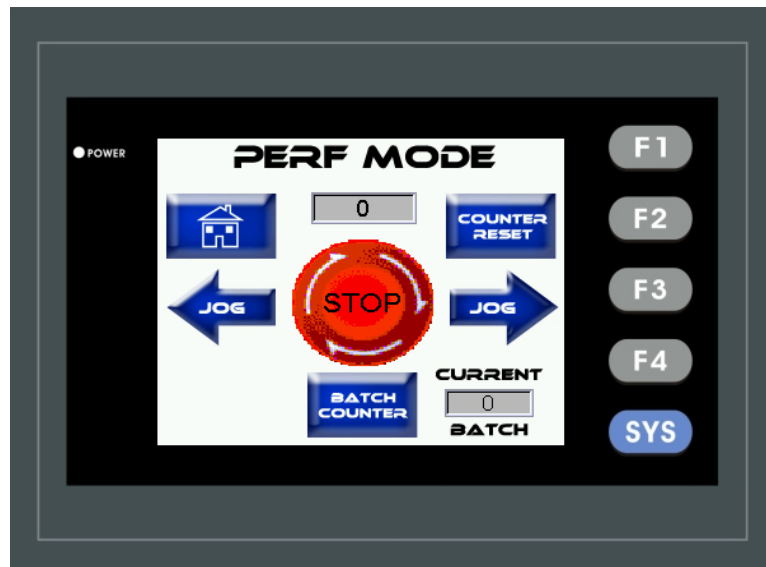 POWER
PERF MODE
0
COUNTER
RESET
JOG
STOP
JOG
BATCH
COUNTER
CURRENT
0
BATCH
F1
F2
F3
F4
SYS